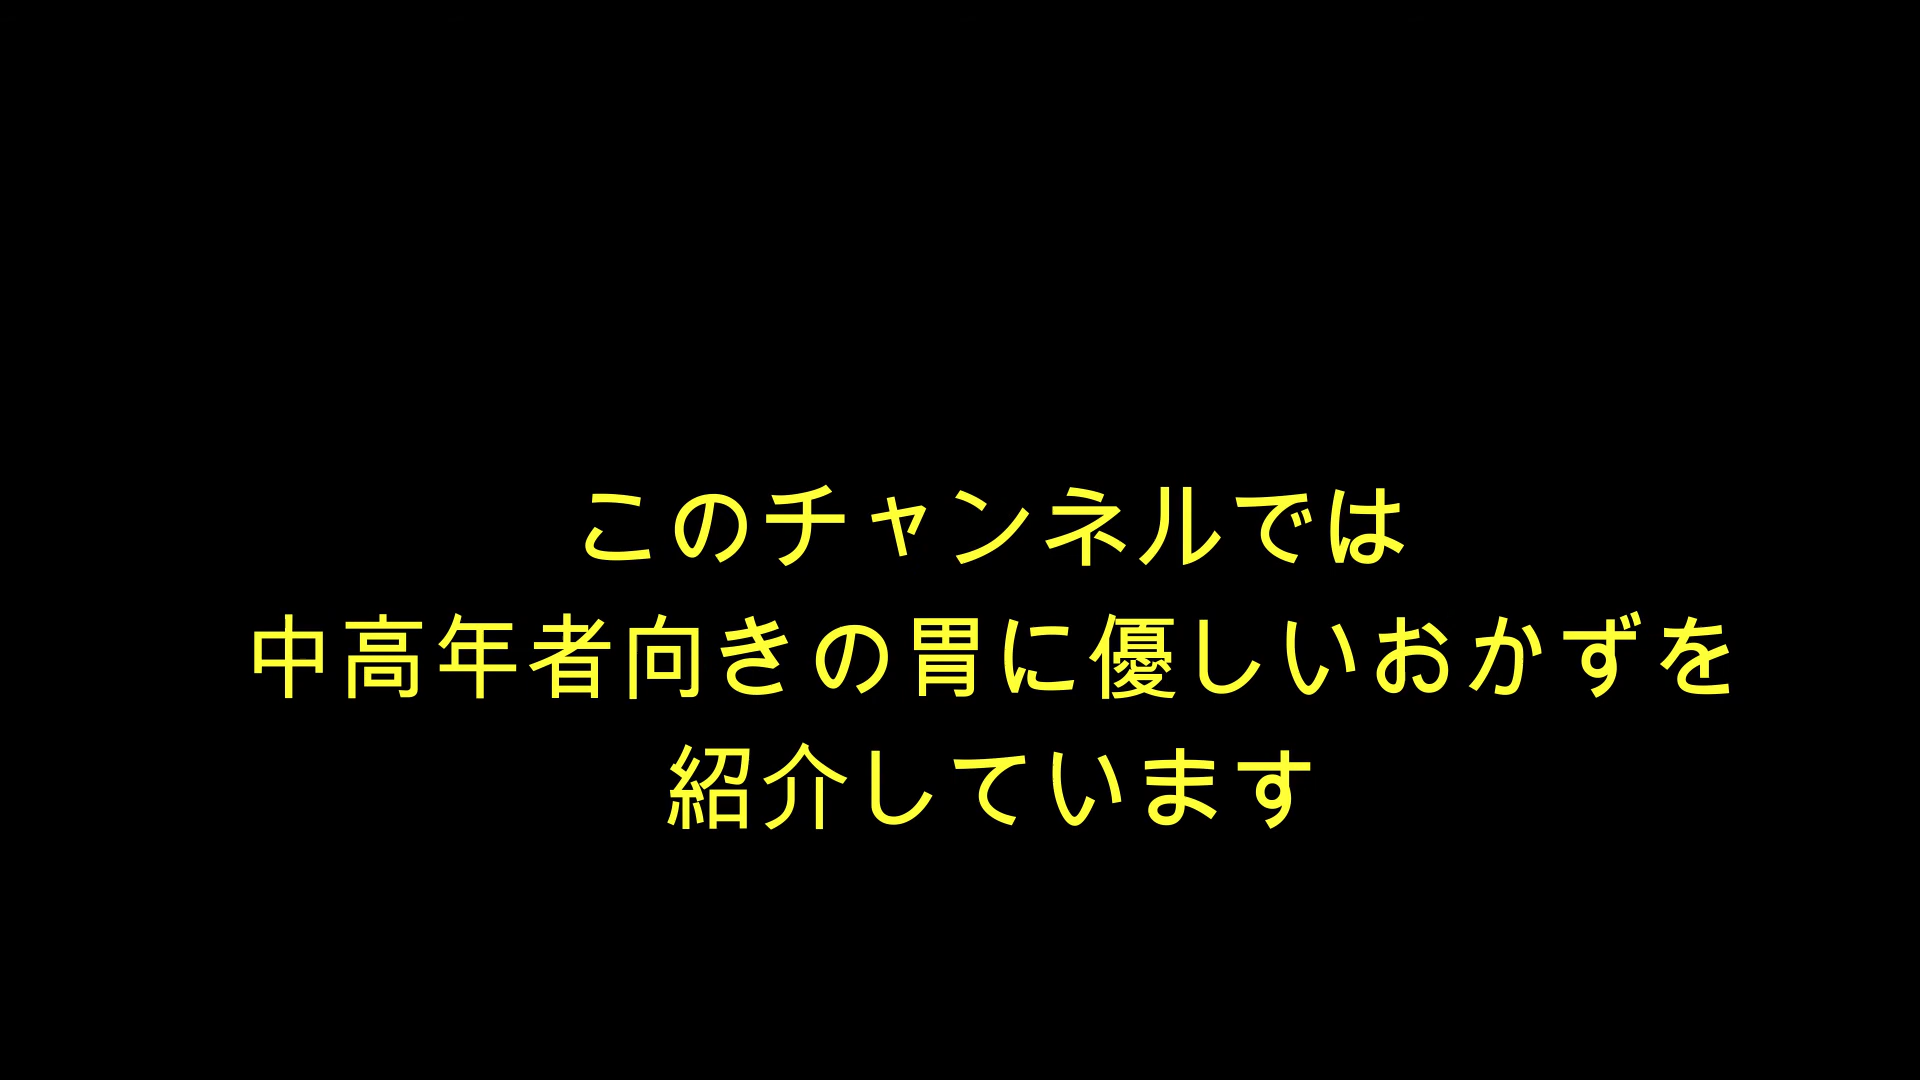 このチャンネルでは
中高年者向きの胃に優しいおかずを
紹介しています